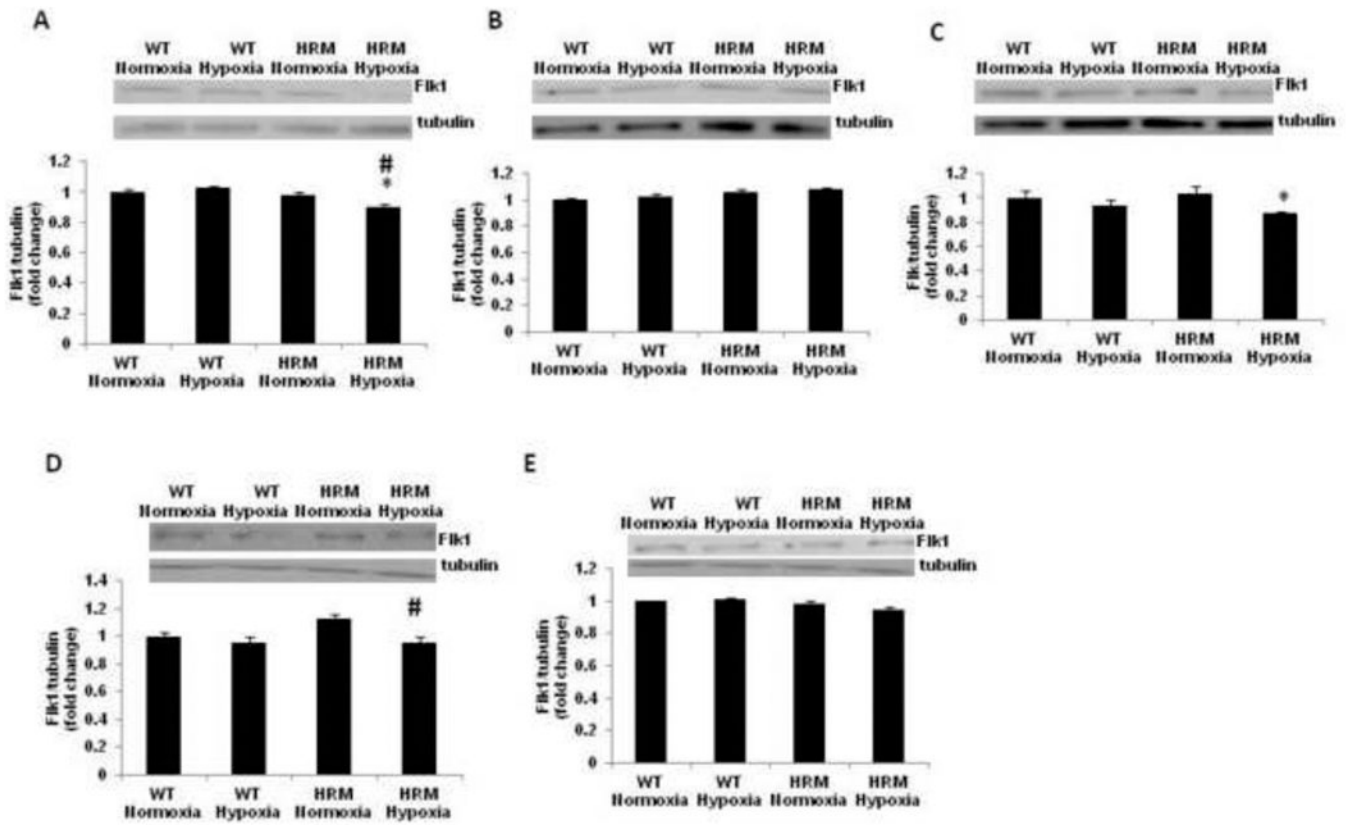 A
WT WT HRM HRM
Normoxia Hypoxia Normoxia Hypoxia
Flk1
tubulin
1.2
1
0.8
0.6
0.4
0.2
0
Flk1/tubulin
(fold change)
#
*
WT WT HRM HRM
Normoxia Hypoxia Normoxia Hypoxia
B
WT WT HRM HRM
Normoxia Hypoxia Normoxia Hypoxia
Flk1
tubulin
1.2
1
0.8
0.6
0.4
0.2
0
Flk1/tubulin
(fold change)
WT WT HRM HRM
Normoxia Hypoxia Normoxia Hypoxia
C
WT WT HRM HRM
Normoxia Hypoxia Normoxia Hypoxia
Flk1
tubulin
1.2
1
0.8
0.6
0.4
0.2
0
Flk/tubulin
(fold change)
*
WT WT HRM HRM
Normoxia Hypoxia Normoxia Hypoxia
D
WT WT HRM HRM
Normoxia Hypoxia Normoxia Hypoxia
Flk1
tubulin
1.4
1.2
1
0.8
0.6
0.4
0.2
0
Flk1/tubulin
(fold change)
#
WT WT HRM HRM
Normoxia Hypoxia Normoxia Hypoxia
E
WT WT HRM HRM
Normoxia Hypoxia Normoxia Hypoxia
Flk1
tubulin
1.2
1
0.8
0.6
0.4
0.2
0
Flk1/tubulin
(fold change)
WT WT HRM HRM
Normoxia Hypoxia Normoxia Hypoxia